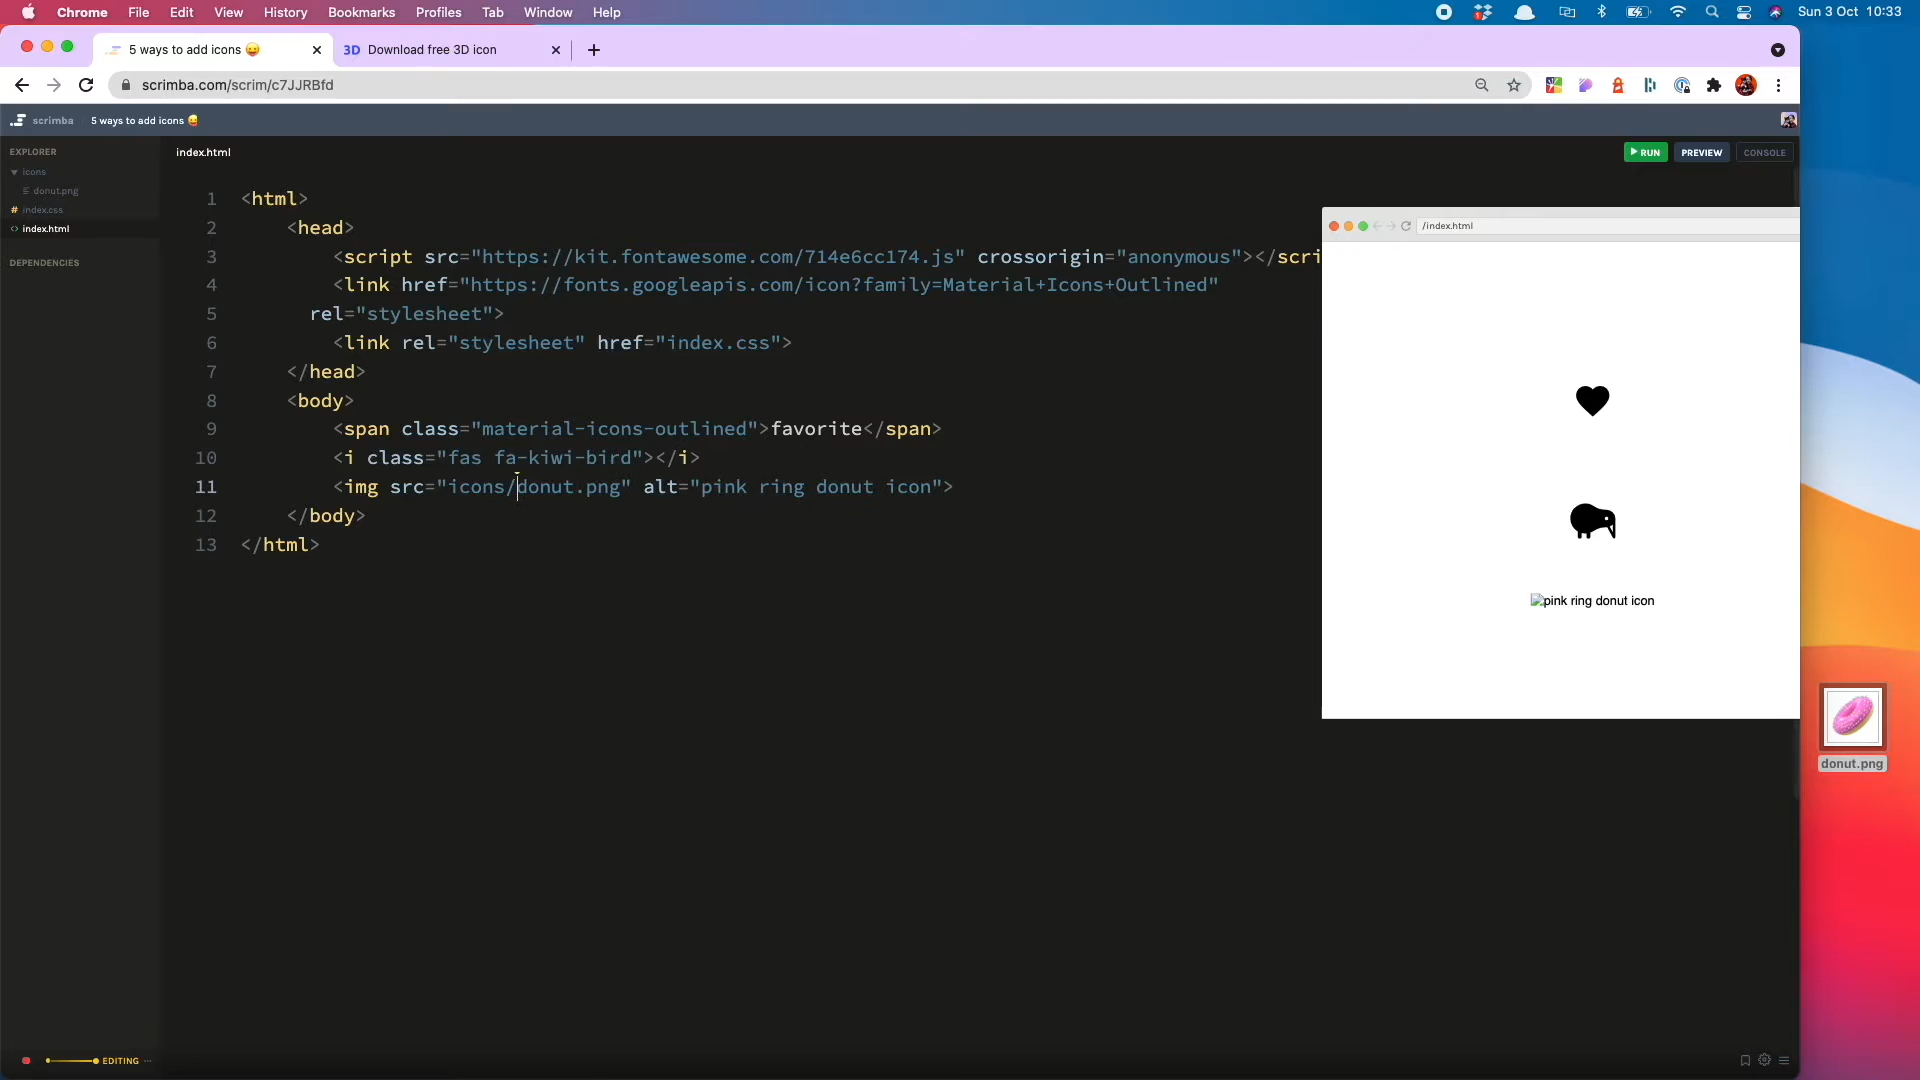 Chrome File Edit View History Bookmarks Profiles Tab Window Help
Sun 3 Oct 10:33
5 ways to add icons 😛
3D Download free 3D icon
scrimba.com/scrim/c7JJRBfd
scrimba 5 ways to add icons 😛
EXPLORER
icons
donut.png
# index.css
<> index.html
DEPENDENCIES
index.html
RUN PREVIEW CONSOLE
1 <html>
2 <head>
3 <script src="https://kit.fontawesome.com/714e6cc174.js" crossorigin="anonymous"></scri
4 <link href="https://fonts.googleapis.com/icon?family=Material+Icons+Outlined"
5 rel="stylesheet">
6 <link rel="stylesheet" href="index.css">
7 </head>
8 <body>
9 <span class="material-icons-outlined">favorite</span>
10 <i class="fas fa-kiwi-bird"></i>
11 <img src="icons/donut.png" alt="pink ring donut icon">
12 </body>
13 </html>
/index.html
pink ring donut icon
donut.png
EDITING ...